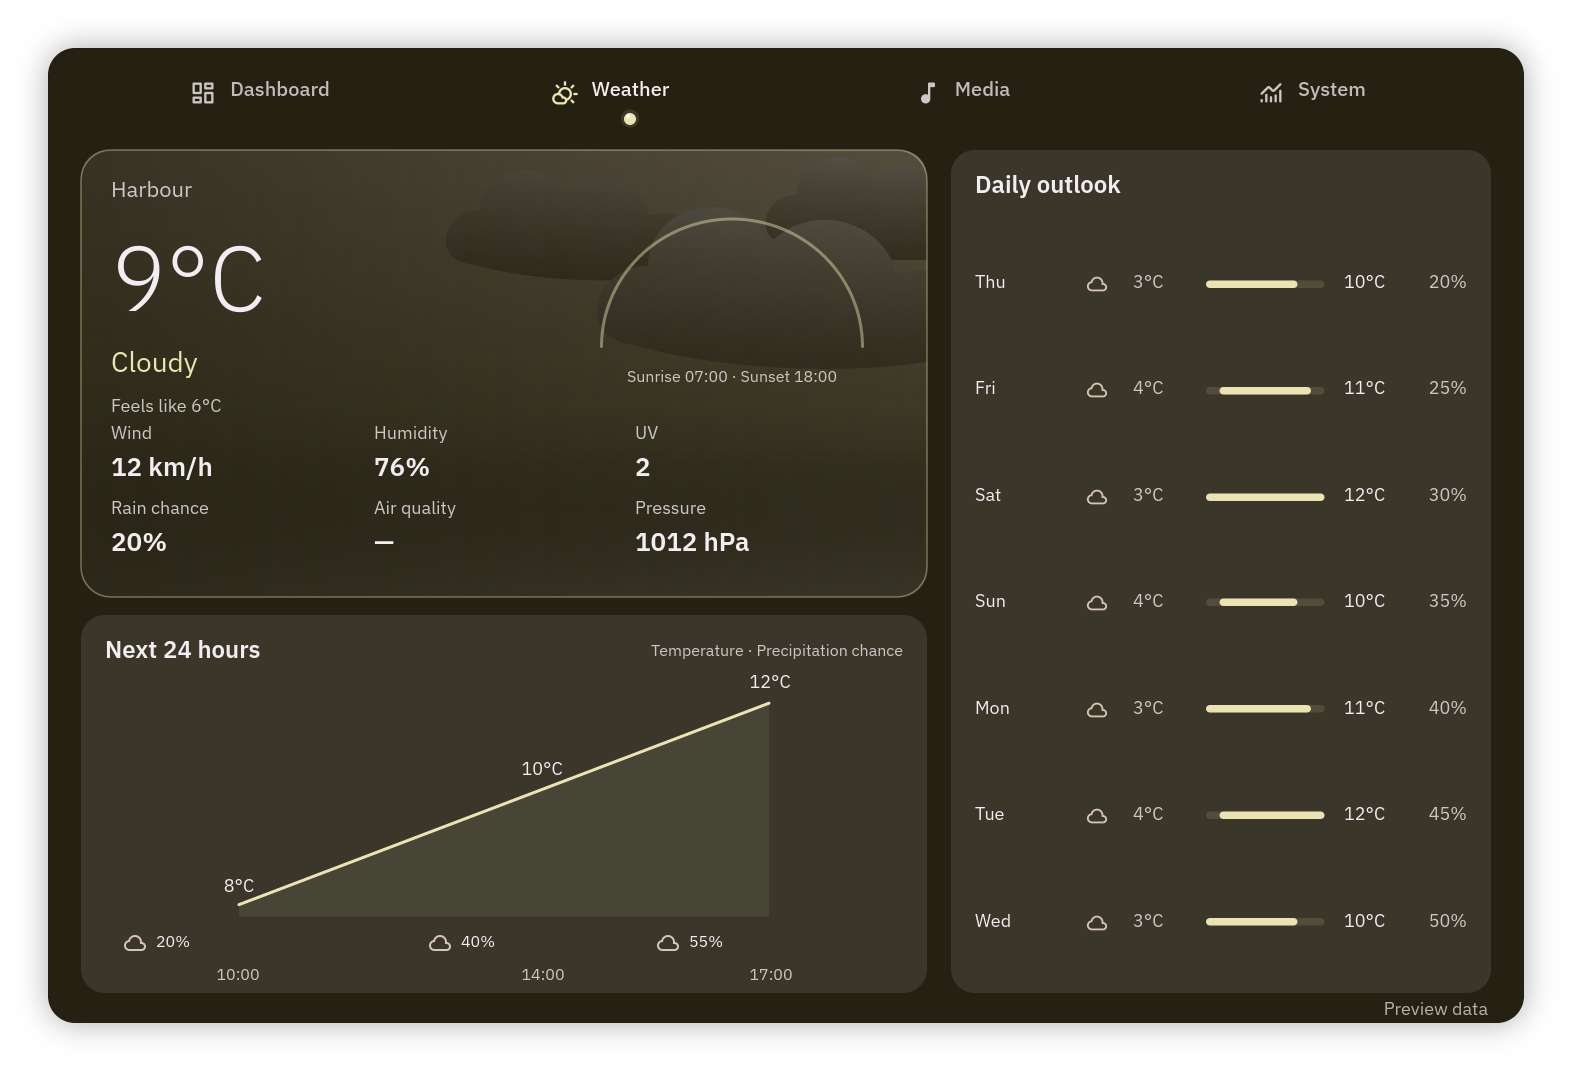 Dashboard
Weather
Media
System
Harbour
9°C
Cloudy
Feels like 6°C
Sunrise 07:00 · Sunset 18:00
Wind
12 km/h
Humidity
76%
UV
2
Rain chance
20%
Air quality
—
Pressure
1012 hPa
Next 24 hours
Temperature · Precipitation chance
8°C
10°C
12°C
20%
40%
55%
10:00
14:00
17:00
Daily outlook
Thu 3°C 10°C 20%
Fri 4°C 11°C 25%
Sat 3°C 12°C 30%
Sun 4°C 10°C 35%
Mon 3°C 11°C 40%
Tue 4°C 12°C 45%
Wed 3°C 10°C 50%
Preview data